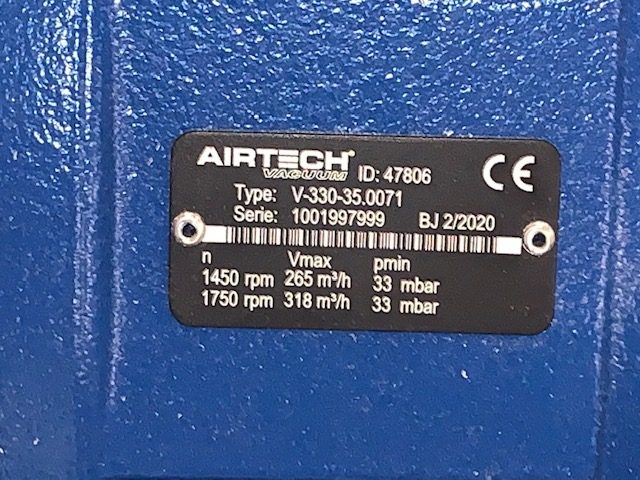 AIRTECH®
VACUUM ID: 47806
CE
Type: V-330-35.0071
Serie: 1001997999 BJ 2/2020
n Vmax pmin
1450 rpm 265 m³/h 33 mbar
1750 rpm 318 m³/h 33 mbar